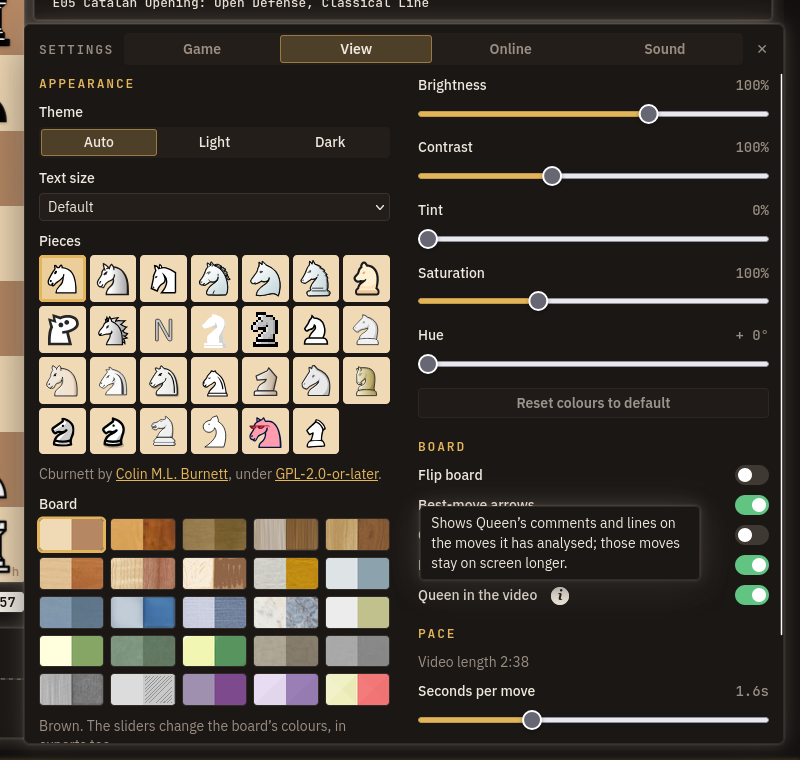 E05 Catalan Opening: Open Defense, Classical Line
SETTINGS
Game
View
Online
Sound
×
APPEARANCE
Theme
Auto
Light
Dark
Text size
Default
Pieces
N
Cburnett by Colin M.L. Burnett, under GPL-2.0-or-later.
Board
Brown. The sliders change the board's colours, in
Brightness
100%
Contrast
100%
Tint
0%
Saturation
100%
Hue
+ 0°
Reset colours to default
BOARD
Flip board
Best-move arrows
Shows Queen’s comments and lines on
the moves it has analysed; those moves
stay on screen longer.
Queen in the video
i
PACE
Video length 2:38
Seconds per move
1.6s
h
57